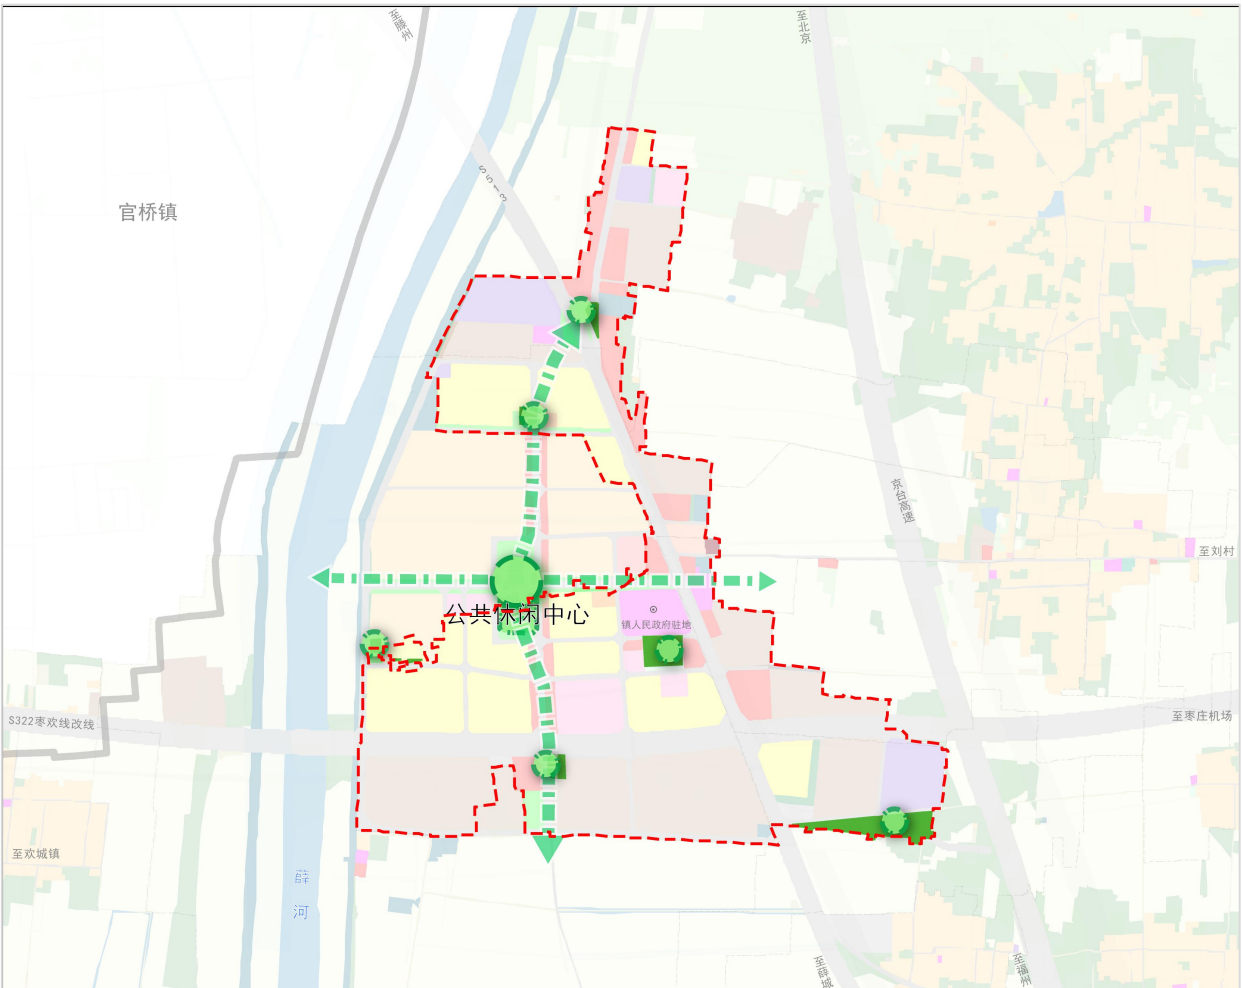 至滕州
至北京
S513
官桥镇
京台高速
至刘村
公共休闲中心
镇人民政府驻地
S322枣欢线改线
至枣庄机场
至欢城镇
薛河
至薛城
至福州